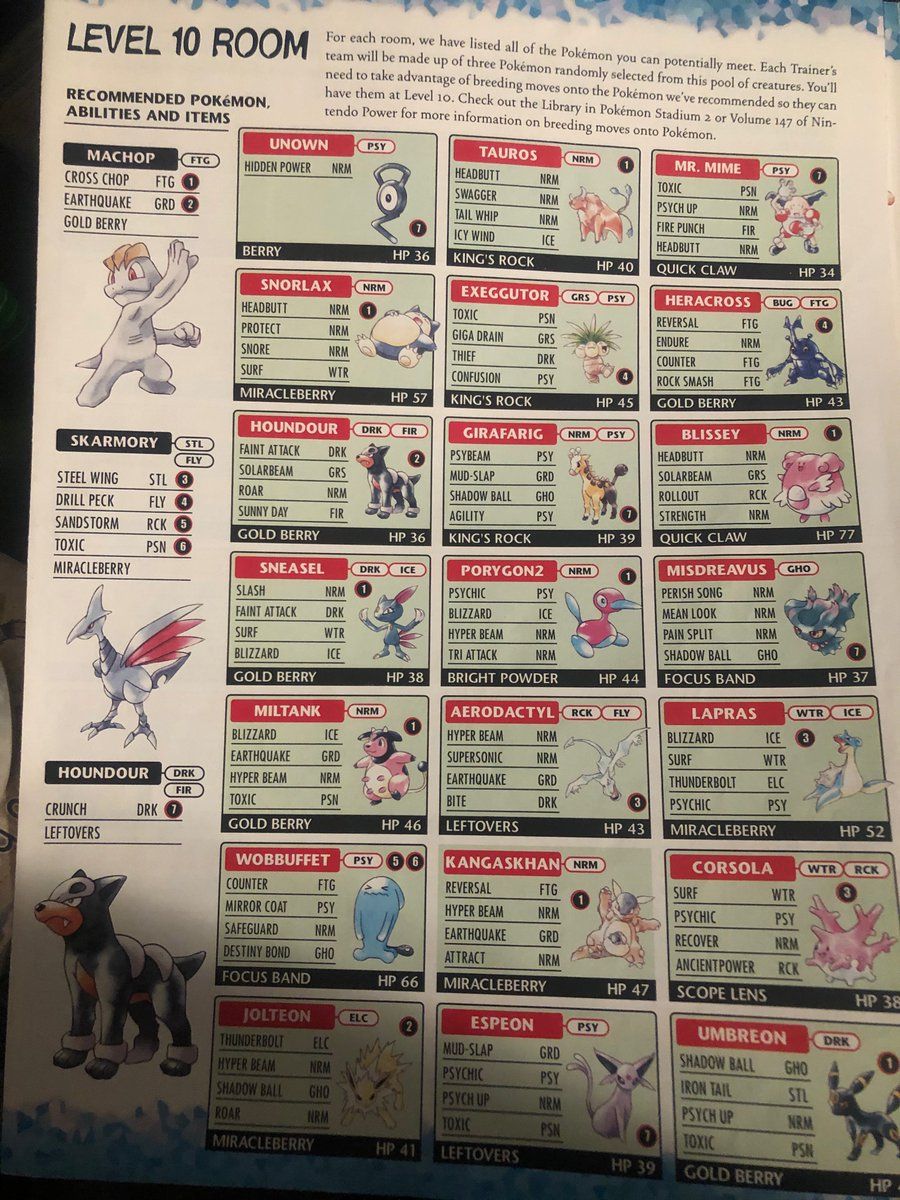 LEVEL 10 ROOM
For each room, we have listed all of the Pokémon you can potentially meet. Each Trainer's
team will be made up of three Pokémon randomly selected from this pool of creatures. You'll
need to take advantage of breeding moves onto the Pokémon we've recommended so they can
have them at Level 10. Check out the Library in Pokémon Stadium 2 or Volume 147 of Nin-
tendo Power for more information on breeding moves onto Pokémon.
RECOMMENDED POKéMON,
ABILITIES AND ITEMS
MACHOP FTG
CROSS CHOP FTG 1
EARTHQUAKE GRD 2
GOLD BERRY
SKARMORY STL
FLY
STEEL WING STL 3
DRILL PECK FLY 4
SANDSTORM RCK 5
TOXIC PSN 6
MIRACLEBERRY
HOUNDOUR DRK
FIR
CRUNCH DRK 7
LEFTOVERS
UNOWN PSY
HIDDEN POWER NRM
7
BERRY HP 36
TAUROS NRM 1
HEADBUTT NRM
SWAGGER NRM
TAIL WHIP NRM
ICY WIND ICE
KING'S ROCK HP 40
MR. MIME PSY 7
TOXIC PSN
PSYCH UP NRM
FIRE PUNCH FIR
HEADBUTT NRM
QUICK CLAW HP 34
SNORLAX NRM
HEADBUTT NRM 1
PROTECT NRM
SNORE NRM
SURF WTR
MIRACLEBERRY HP 57
EXEGGUTOR GRS PSY
TOXIC PSN
GIGA DRAIN GRS
THIEF DRK
CONFUSION PSY 4
KING'S ROCK HP 45
HERACROSS BUG FTG
REVERSAL FTG 4
ENDURE NRM
COUNTER FTG
ROCK SMASH FTG
GOLD BERRY HP 43
HOUNDOUR DRK FIR
FAINT ATTACK DRK 2
SOLARBEAM GRS
ROAR NRM
SUNNY DAY FIR
GOLD BERRY HP 36
GIRAFARIG NRM PSY
PSYBEAM PSY
MUD-SLAP GRD
SHADOW BALL GHO
AGILITY PSY 7
KING'S ROCK HP 39
BLISSEY NRM 1
HEADBUTT NRM
SOLARBEAM GRS
ROLLOUT RCK
STRENGTH NRM
QUICK CLAW HP 77
SNEASEL DRK ICE
SLASH NRM 1
FAINT ATTACK DRK
SURF WTR
BLIZZARD ICE
GOLD BERRY HP 38
PORYGON2 NRM 1
PSYCHIC PSY
BLIZZARD ICE
HYPER BEAM NRM
TRI ATTACK NRM
BRIGHT POWDER HP 44
MISDREAVUS GHO
PERISH SONG NRM
MEAN LOOK NRM
PAIN SPLIT NRM
SHADOW BALL GHO 7
FOCUS BAND HP 37
MILTANK NRM
BLIZZARD ICE 1
EARTHQUAKE GRD
HYPER BEAM NRM
TOXIC PSN
GOLD BERRY HP 46
AERODACTYL RCK FLY
HYPER BEAM NRM
SUPERSONIC NRM
EARTHQUAKE GRD
BITE DRK 3
LEFTOVERS HP 43
LAPRAS WTR ICE
BLIZZARD ICE 3
SURF WTR
THUNDERBOLT ELC
PSYCHIC PSY
MIRACLEBERRY HP 52
WOBBUFFET PSY 5 6
COUNTER FTG
MIRROR COAT PSY
SAFEGUARD NRM
DESTINY BOND GHO
FOCUS BAND HP 66
KANGASKHAN NRM
REVERSAL FTG
HYPER BEAM NRM 1
EARTHQUAKE GRD
ATTRACT NRM
MIRACLEBERRY HP 47
CORSOLA WTR RCK
SURF WTR 3
PSYCHIC PSY
RECOVER NRM
ANCIENTPOWER RCK
SCOPE LENS HP 38
JOLTEON ELC 2
THUNDERBOLT ELC
HYPER BEAM NRM
SHADOW BALL GHO
ROAR NRM
MIRACLEBERRY HP 41
ESPEON PSY
MUD-SLAP GRD
PSYCHIC PSY
PSYCH UP NRM
TOXIC PSN 7
LEFTOVERS HP 39
UMBREON DRK
SHADOW BALL GHO 1
IRON TAIL STL
PSYCH UP NRM
TOXIC PSN
GOLD BERRY HP